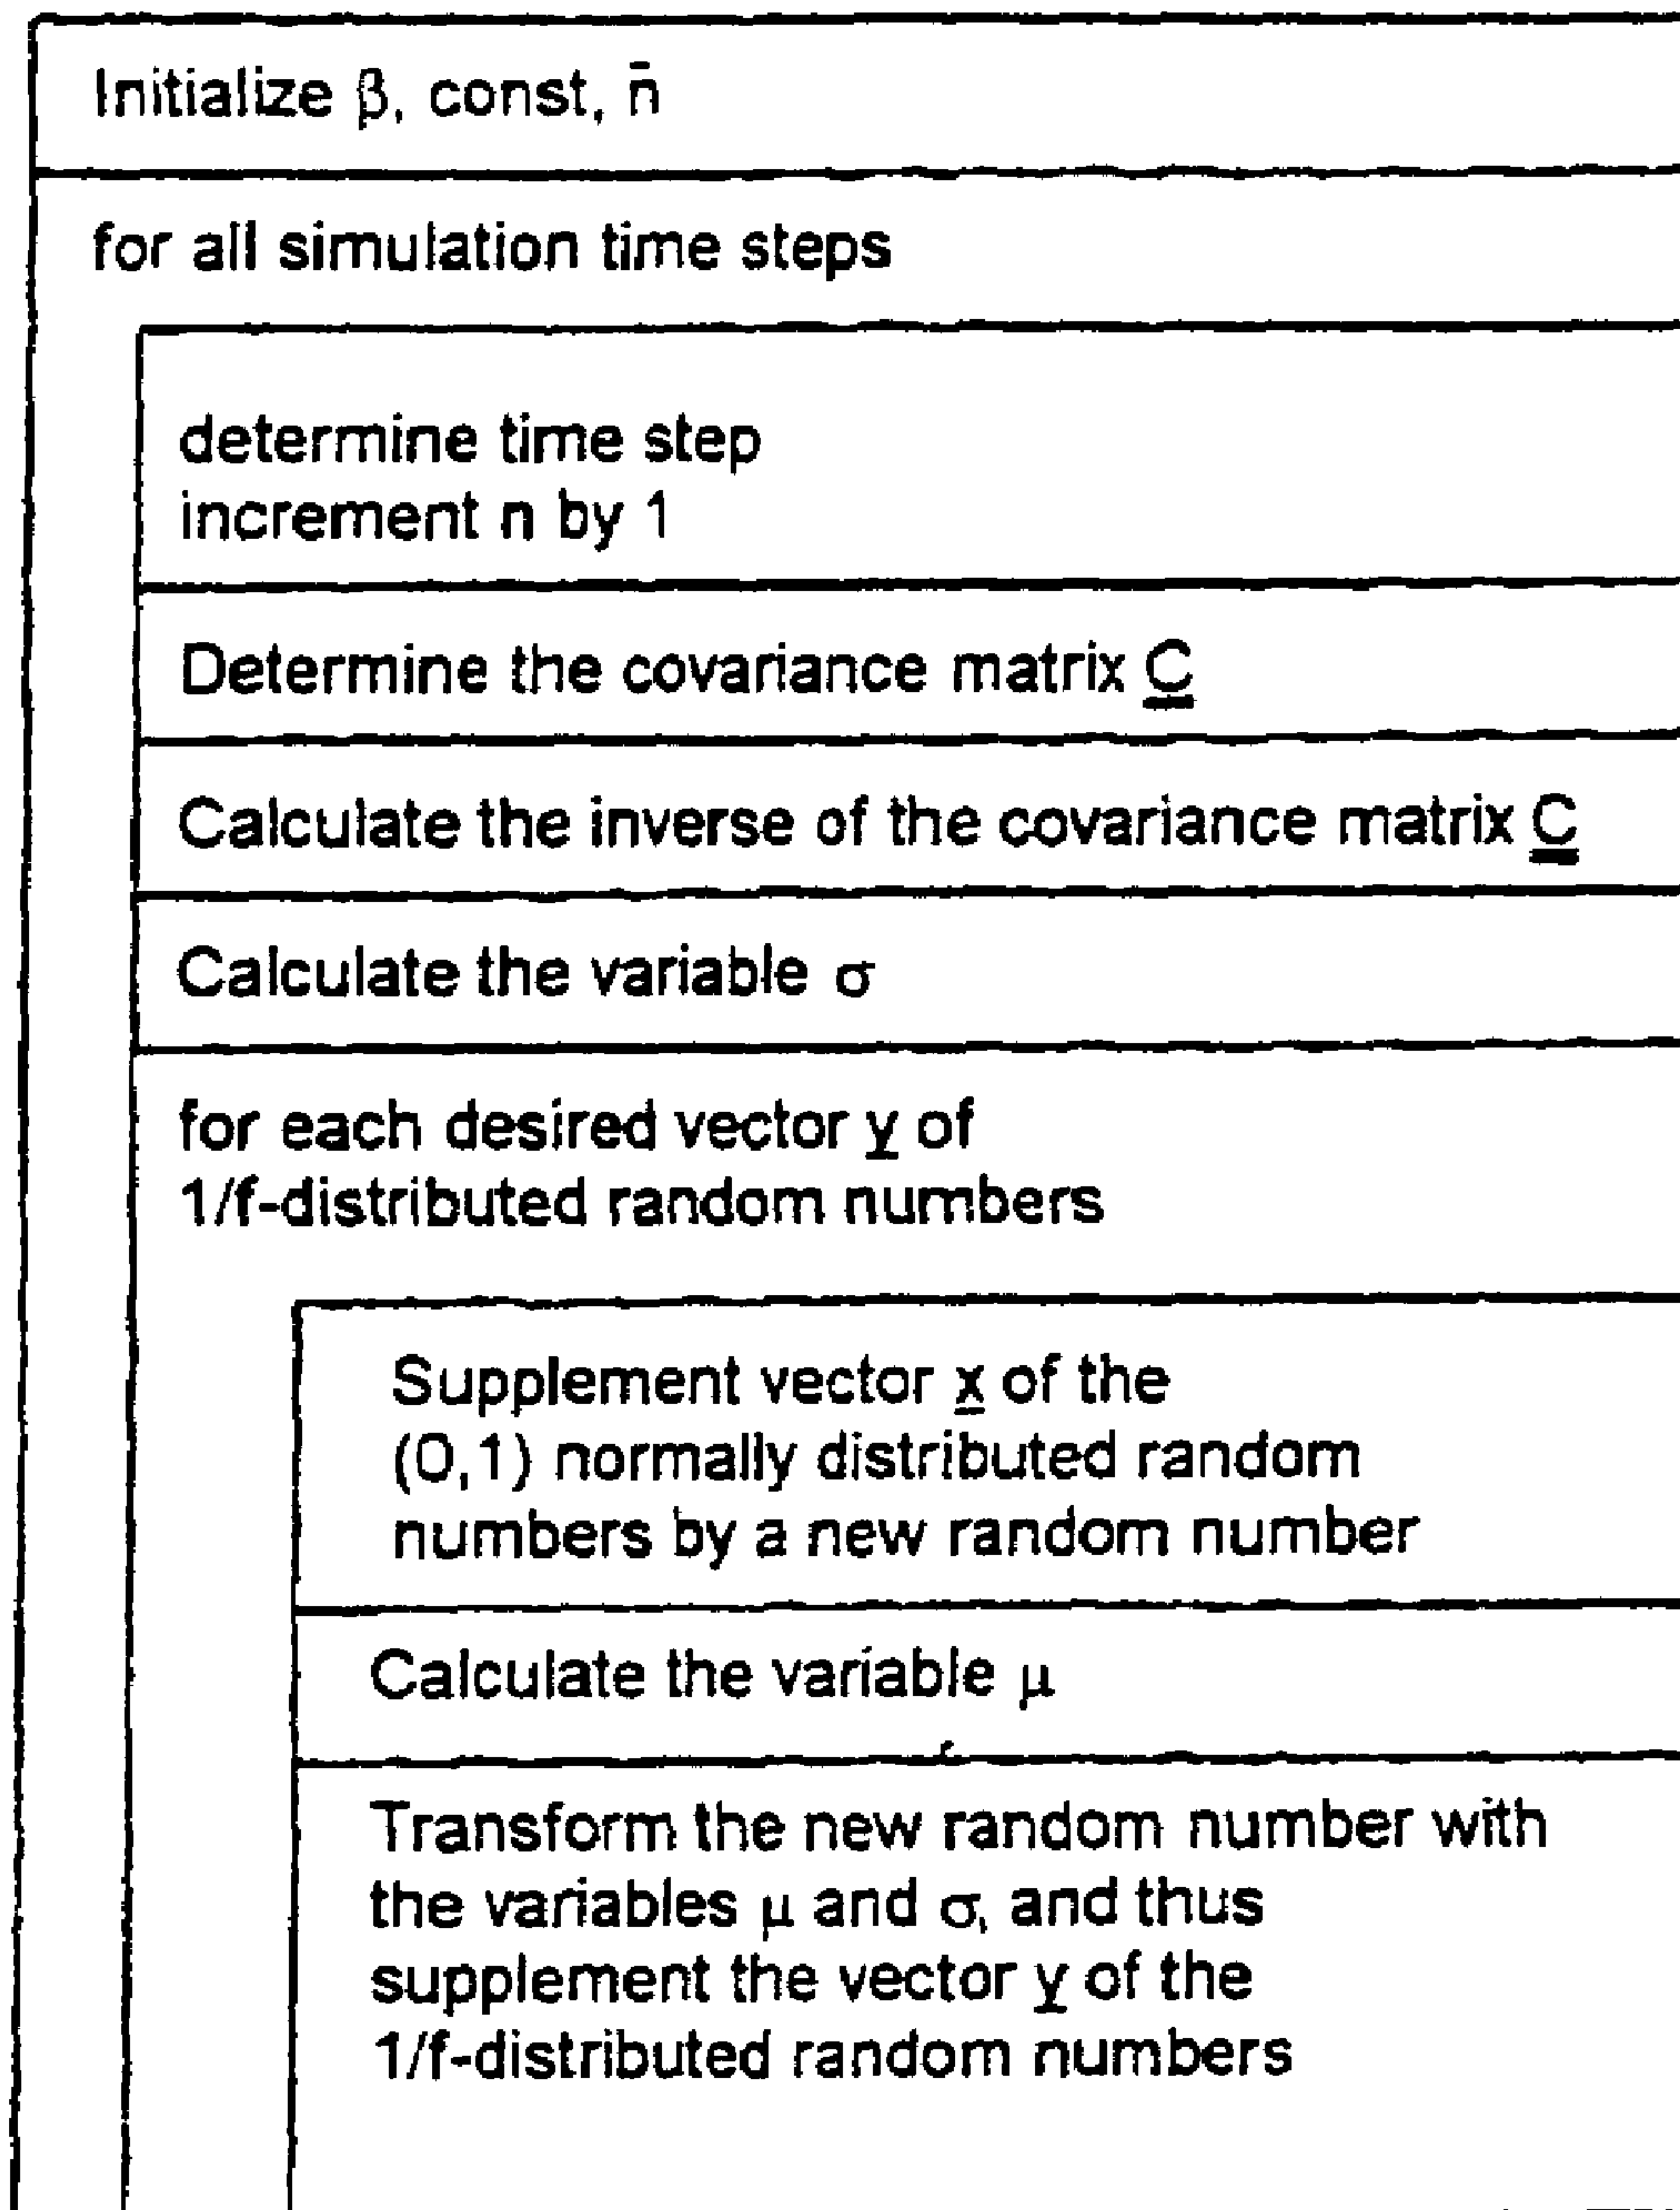 Initialize β, const, n̄
for all simulation time steps
determine time step
increment n by 1
Determine the covariance matrix C̲
Calculate the inverse of the covariance matrix C̲
Calculate the variable σ
for each desired vector y̲ of
1/f-distributed random numbers
Supplement vector x̲ of the
(0,1) normally distributed random
numbers by a new random number
Calculate the variable μ
Transform the new random number with
the variables μ and σ, and thus
supplement the vector y̲ of the
1/f-distributed random numbers